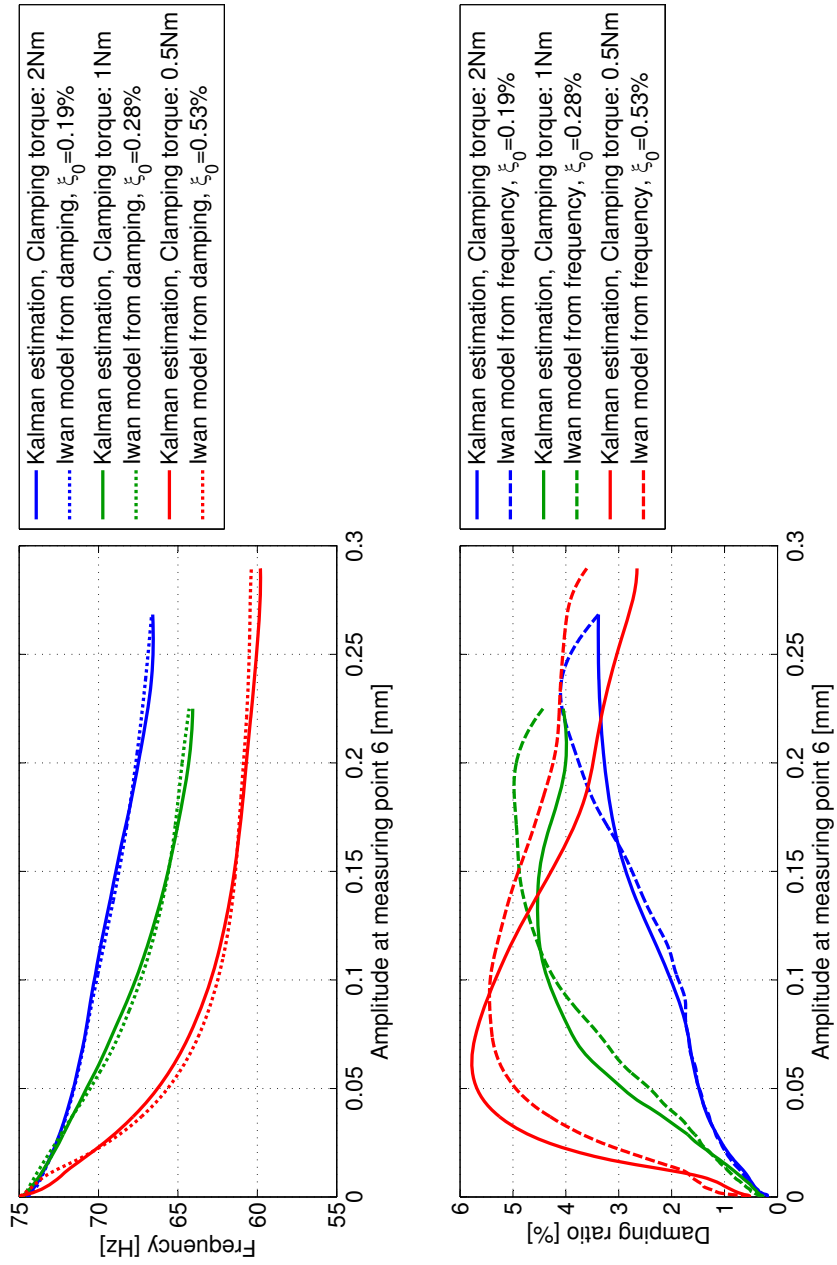 75
70
65
60
55
Frequency [Hz]
0
0.05
0.1
0.15
0.2
0.25
0.3
Amplitude at measuring point 6 [mm]
Kalman estimation, Clamping torque: 2Nm
Iwan model from damping, ξ0=0.19%
Kalman estimation, Clamping torque: 1Nm
Iwan model from damping, ξ0=0.28%
Kalman estimation, Clamping torque: 0.5Nm
Iwan model from damping, ξ0=0.53%
6
5
4
3
2
1
0
Damping ratio [%]
0
0.05
0.1
0.15
0.2
0.25
0.3
Amplitude at measuring point 6 [mm]
Kalman estimation, Clamping torque: 2Nm
Iwan model from frequency, ξ0=0.19%
Kalman estimation, Clamping torque: 1Nm
Iwan model from frequency, ξ0=0.28%
Kalman estimation, Clamping torque: 0.5Nm
Iwan model from frequency, ξ0=0.53%